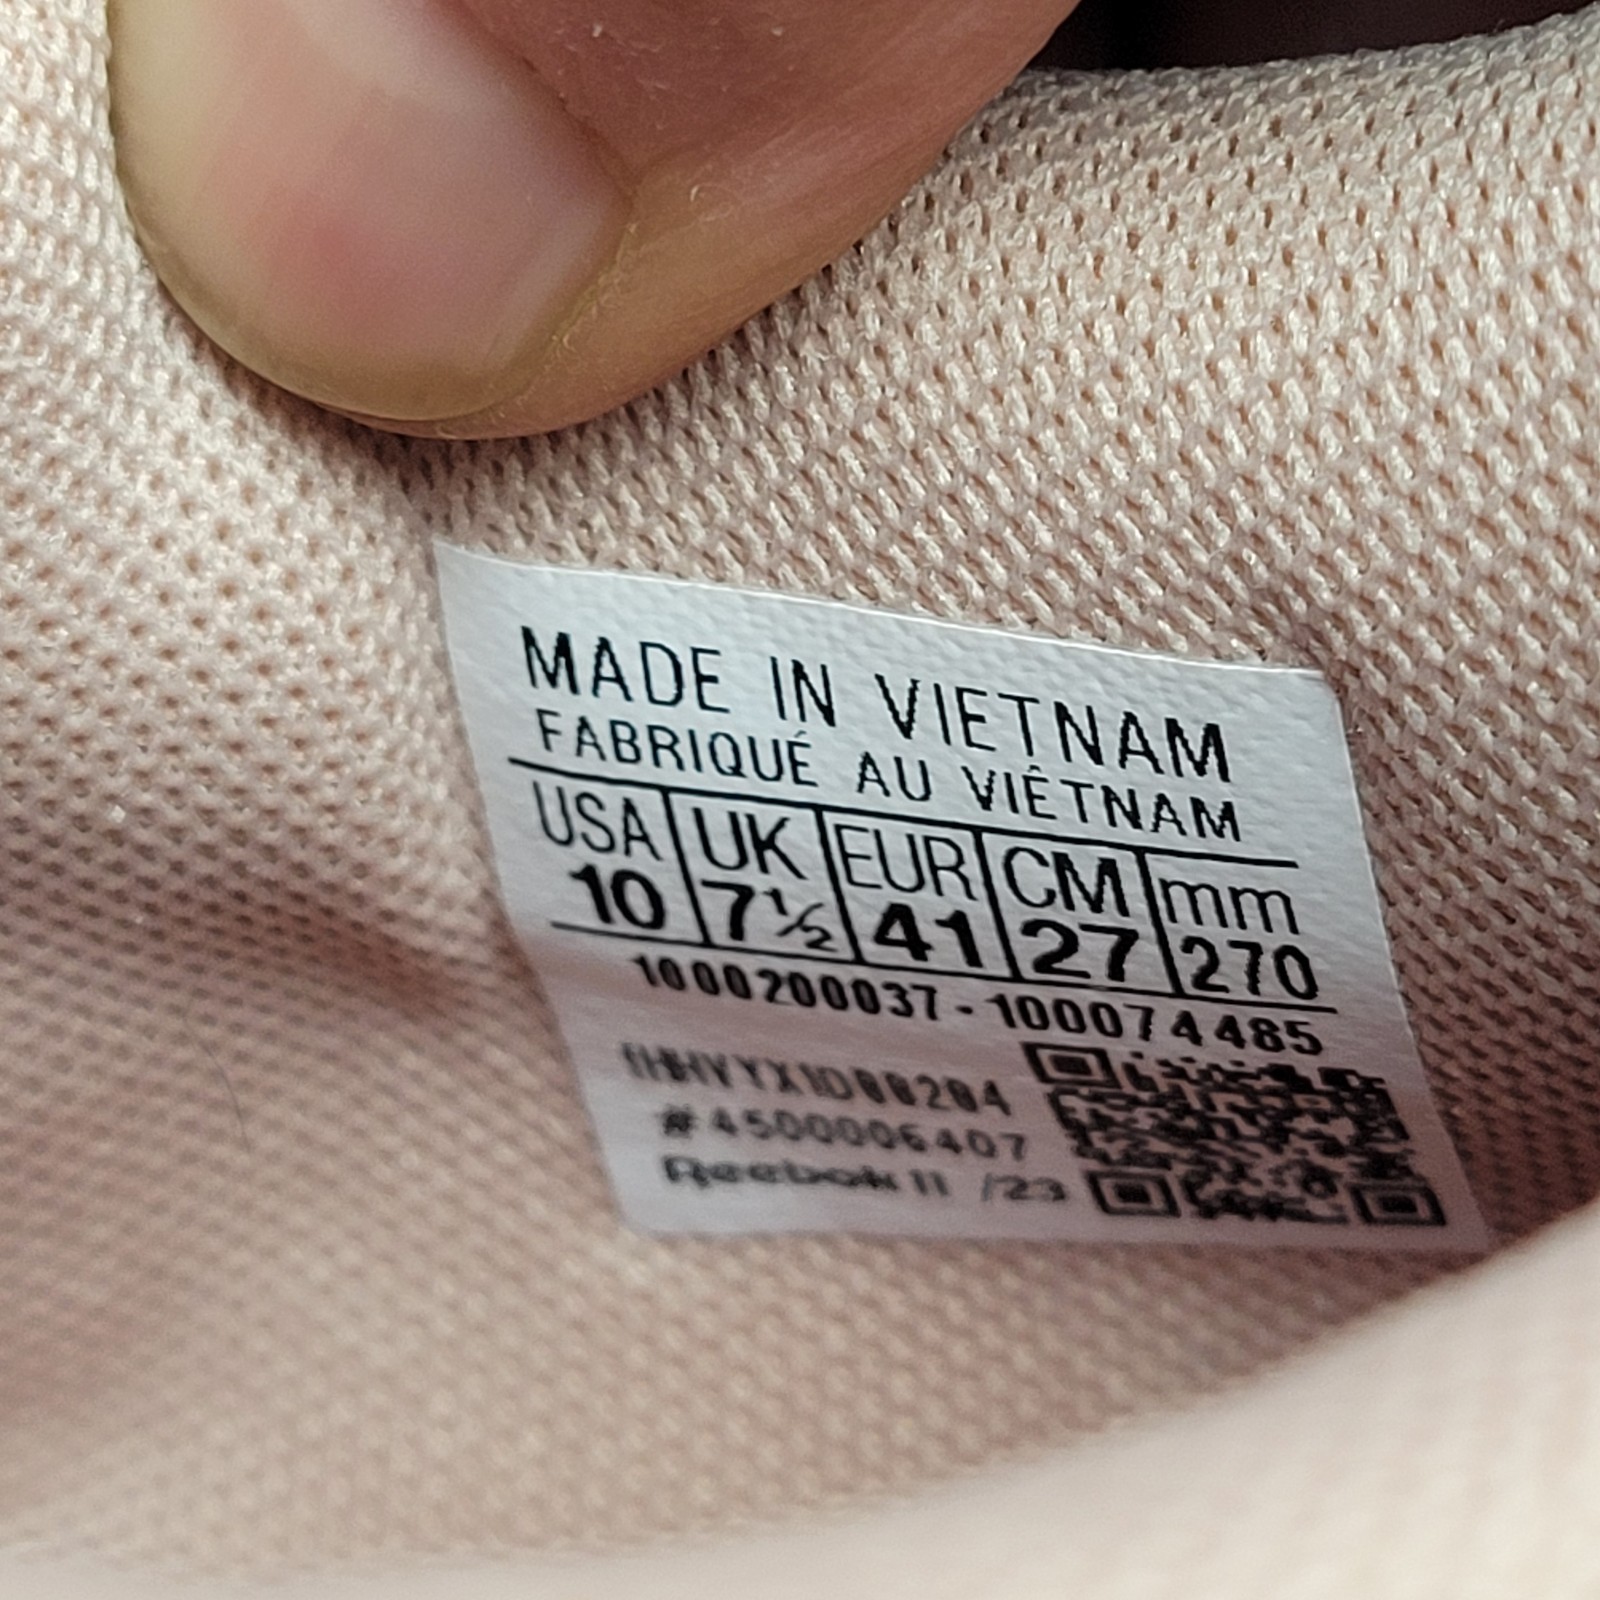 MADE IN VIETNAM
FABRIQUÉ AU VIÊTNAM
USA UK EUR CM mm
10 7½ 41 27 270
1000200037 - 100074485
#4500006407
Reebok 11 /23